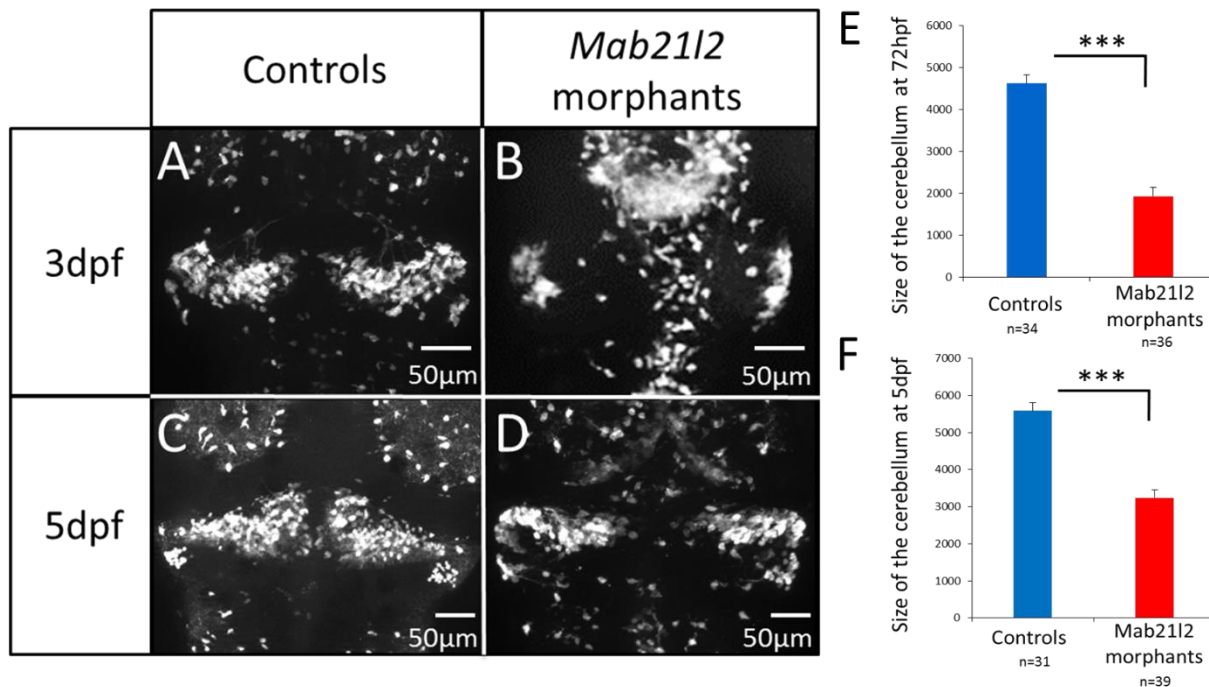 Controls
Mab21l2
morphants
3dpf
5dpf
A
50µm
B
50µm
C
50µm
D
50µm
E
Size of the cerebellum at 72hpf
6000
5000
4000
3000
2000
1000
0
***
Controls
n=34
Mab21l2
morphants
n=36
F
Size of the cerebellum at 5dpf
7000
6000
5000
4000
3000
2000
1000
0
***
Controls
n=31
Mab21l2
morphants
n=39